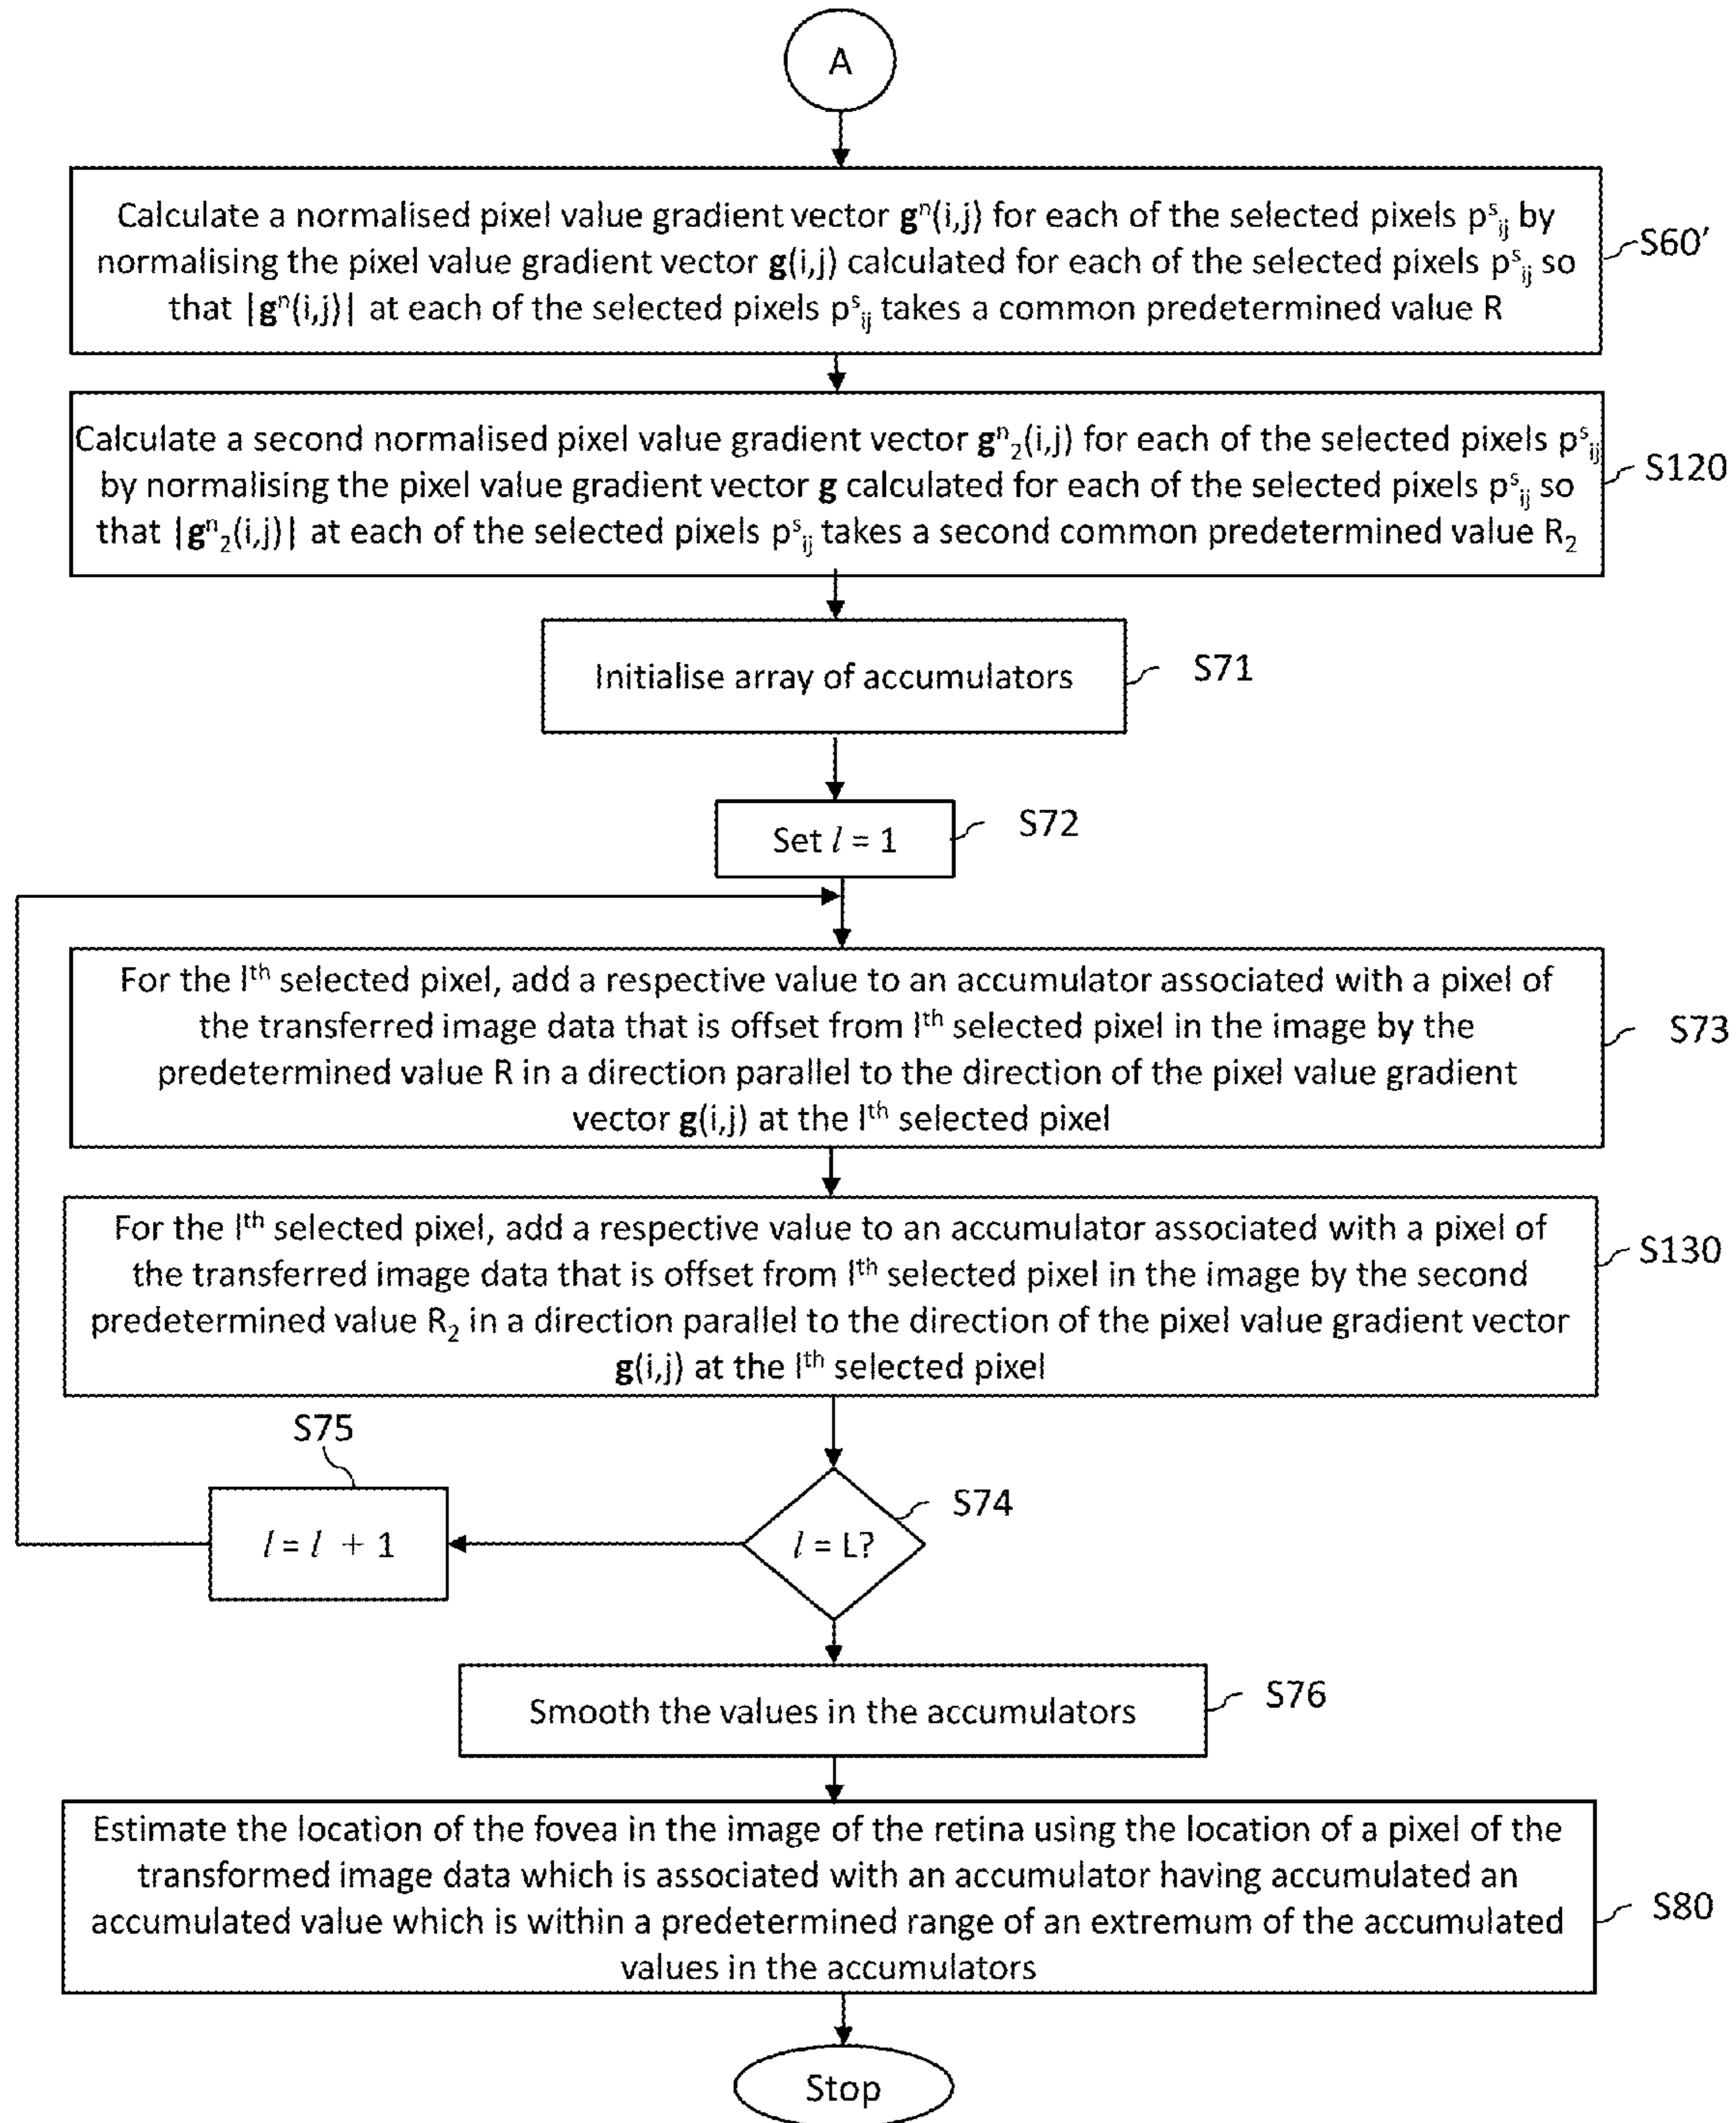 A
Calculate a normalised pixel value gradient vector gⁿ(i,j) for each of the selected pixels pˢᵢⱼ by
normalising the pixel value gradient vector g(i,j) calculated for each of the selected pixels pˢᵢⱼ so
that |gⁿ(i,j)| at each of the selected pixels pˢᵢⱼ takes a common predetermined value R
S60'
Calculate a second normalised pixel value gradient vector gⁿ₂(i,j) for each of the selected pixels pˢᵢⱼ
by normalising the pixel value gradient vector g calculated for each of the selected pixels pˢᵢⱼ so
that |gⁿ₂(i,j)| at each of the selected pixels pˢᵢⱼ takes a second common predetermined value R₂
S120
Initialise array of accumulators
S71
Set l = 1
S72
For the lᵗʰ selected pixel, add a respective value to an accumulator associated with a pixel of
the transferred image data that is offset from lᵗʰ selected pixel in the image by the
predetermined value R in a direction parallel to the direction of the pixel value gradient
vector g(i,j) at the lᵗʰ selected pixel
S73
For the lᵗʰ selected pixel, add a respective value to an accumulator associated with a pixel of
the transferred image data that is offset from lᵗʰ selected pixel in the image by the second
predetermined value R₂ in a direction parallel to the direction of the pixel value gradient vector
g(i,j) at the lᵗʰ selected pixel
S130
S75
l = l + 1
l = L?
S74
Smooth the values in the accumulators
S76
Estimate the location of the fovea in the image of the retina using the location of a pixel of the
transformed image data which is associated with an accumulator having accumulated an
accumulated value which is within a predetermined range of an extremum of the accumulated
values in the accumulators
S80
Stop